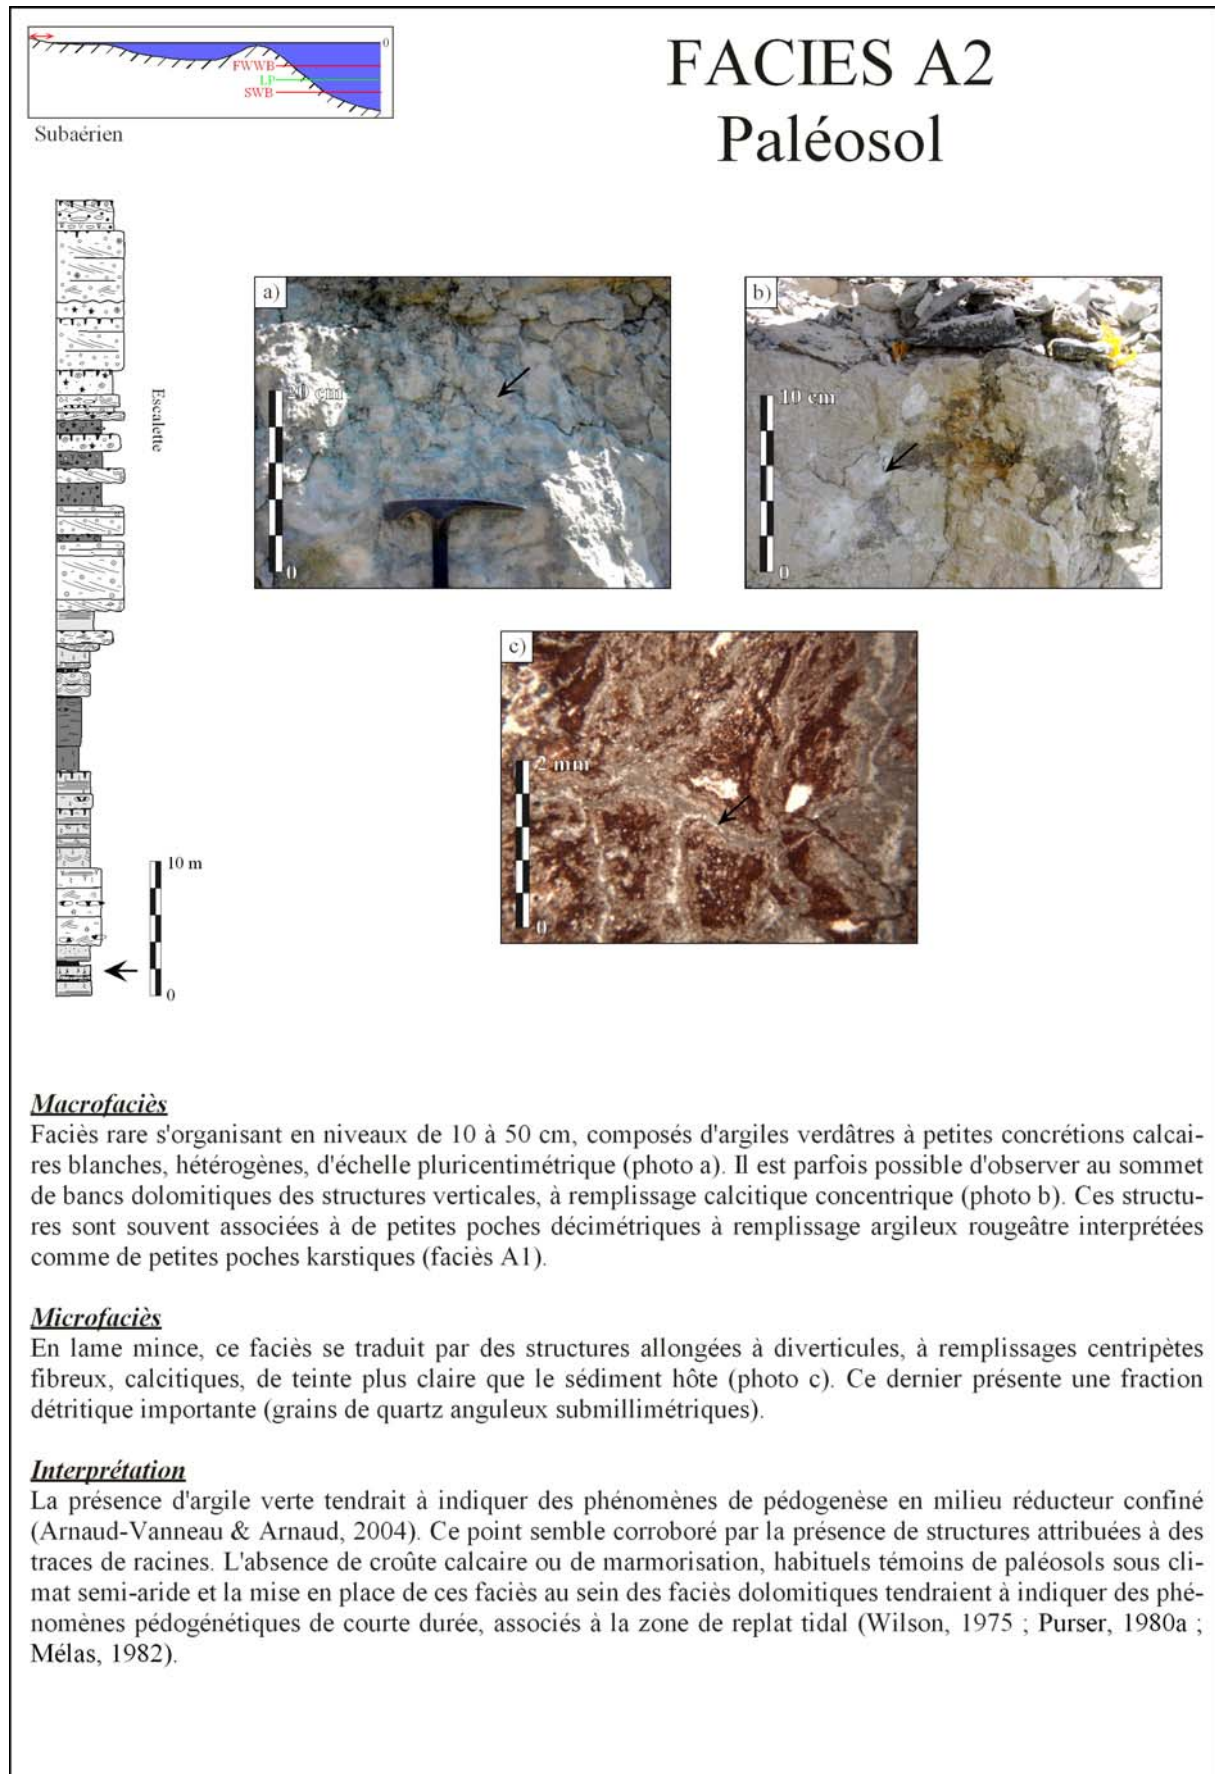 FACIES A2
Paléosol
0
FWWB
LP
SWB
Subaérien
Escalette
10 m
0
a)
20 cm
0
b)
10 cm
0
c)
2 mm
0
Macrofaciès
Faciès rare s'organisant en niveaux de 10 à 50 cm, composés d'argiles verdâtres à petites concrétions calcai-
res blanches, hétérogènes, d'échelle pluricentimétrique (photo a). Il est parfois possible d'observer au sommet
de bancs dolomitiques des structures verticales, à remplissage calcitique concentrique (photo b). Ces structu-
res sont souvent associées à de petites poches décimétriques à remplissage argileux rougeâtre interprétées
comme de petites poches karstiques (faciès A1).
Microfaciès
En lame mince, ce faciès se traduit par des structures allongées à diverticules, à remplissages centripètes
fibreux, calcitiques, de teinte plus claire que le sédiment hôte (photo c). Ce dernier présente une fraction
détritique importante (grains de quartz anguleux submillimétriques).
Interprétation
La présence d'argile verte tendrait à indiquer des phénomènes de pédogenèse en milieu réducteur confiné
(Arnaud-Vanneau & Arnaud, 2004). Ce point semble corroboré par la présence de structures attribuées à des
traces de racines. L'absence de croûte calcaire ou de marmorisation, habituels témoins de paléosols sous cli-
mat semi-aride et la mise en place de ces faciès au sein des faciès dolomitiques tendraient à indiquer des phé-
nomènes pédogénétiques de courte durée, associés à la zone de replat tidal (Wilson, 1975 ; Purser, 1980a ;
Mélas, 1982).